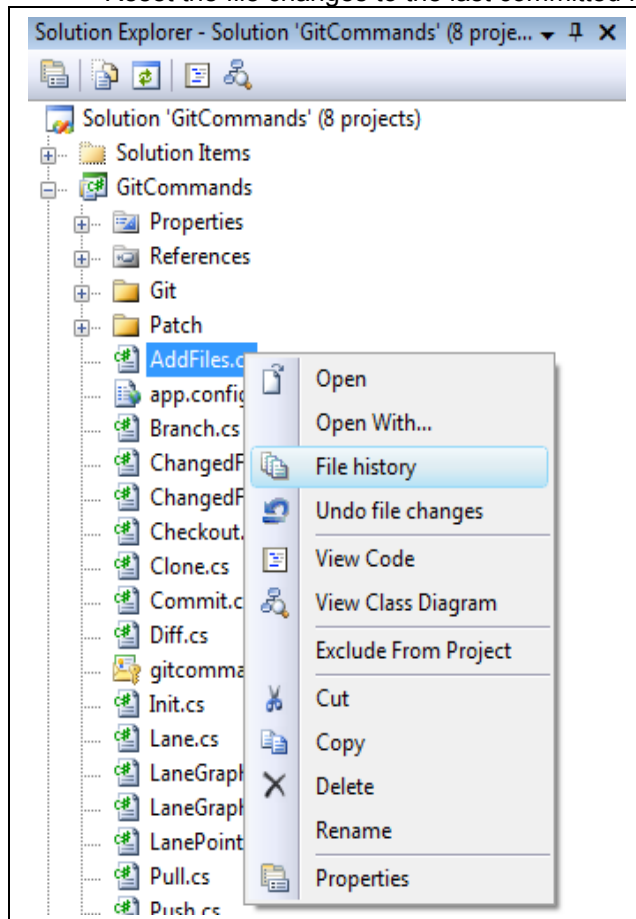 Reset the file changes to the last committed
Solution Explorer - Solution 'GitCommands' (8 proje...
Solution 'GitCommands' (8 projects)
Solution Items
GitCommands
Properties
References
Git
Patch
AddFiles.c
app.config
Branch.cs
ChangedF
ChangedF
Checkout.
Clone.cs
Commit.c
Diff.cs
gitcomma
Init.cs
Lane.cs
LaneGraph
LaneGraph
LanePoint
Pull.cs
Push.cs
Open
Open With...
File history
Undo file changes
View Code
View Class Diagram
Exclude From Project
Cut
Copy
Delete
Rename
Properties